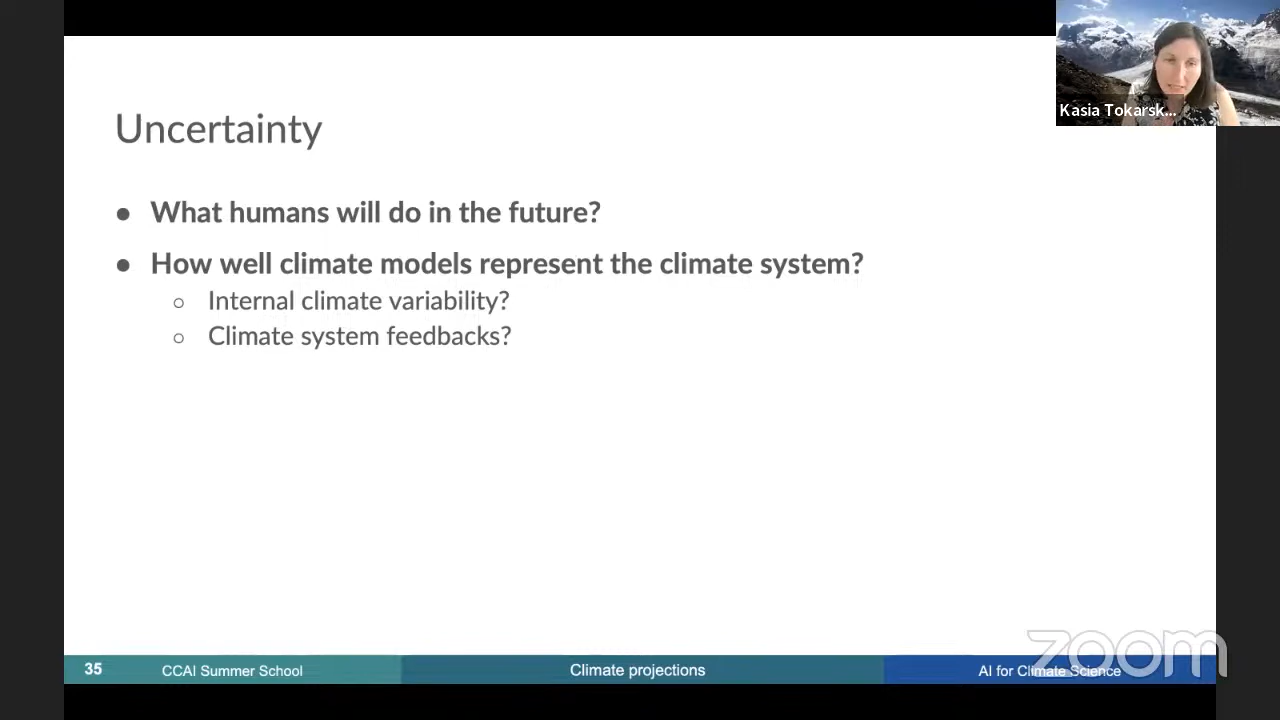 Kasia Tokarsk...
Uncertainty
● What humans will do in the future?
● How well climate models represent the climate system?
○ Internal climate variability?
○ Climate system feedbacks?
35
CCAI Summer School
Climate projections
AI for Climate Science
zoom